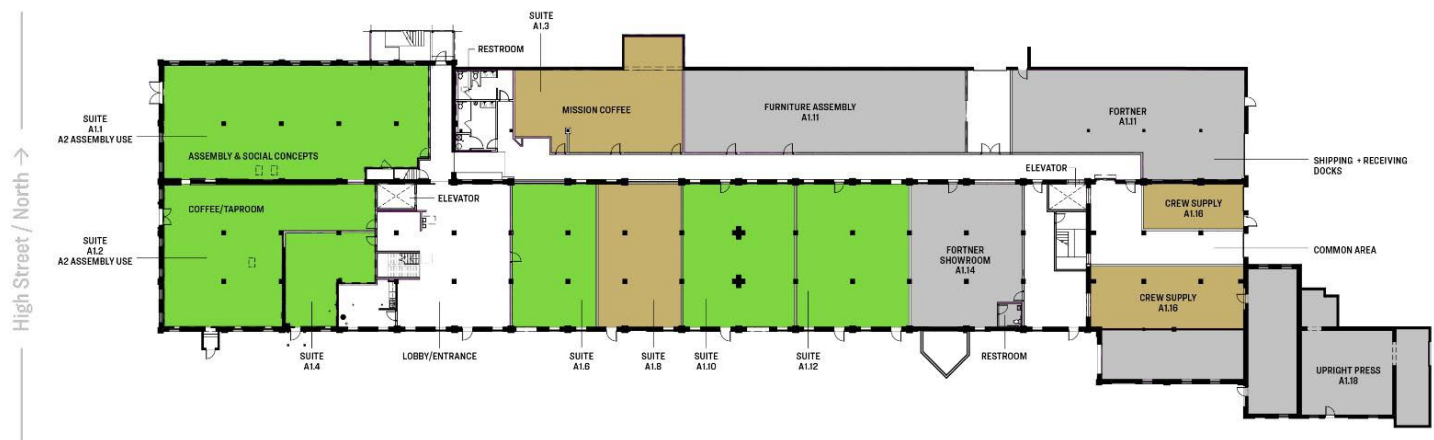 High Street / North →
SUITE
A1.3
RESTROOM
SUITE
A1.1
A2 ASSEMBLY USE
ASSEMBLY & SOCIAL CONCEPTS
MISSION COFFEE
FURNITURE ASSEMBLY
A1.11
FORTNER
A1.11
SHIPPING + RECEIVING
DOCKS
ELEVATOR
ELEVATOR
COFFEE/TAPROOM
SUITE
A1.2
A2 ASSEMBLY USE
CREW SUPPLY
A1.16
COMMON AREA
FORTNER
SHOWROOM
A1.14
CREW SUPPLY
A1.16
SUITE
A1.4
LOBBY/ENTRANCE
SUITE
A1.6
SUITE
A1.8
SUITE
A1.10
SUITE
A1.12
RESTROOM
UPRIGHT PRESS
A1.18